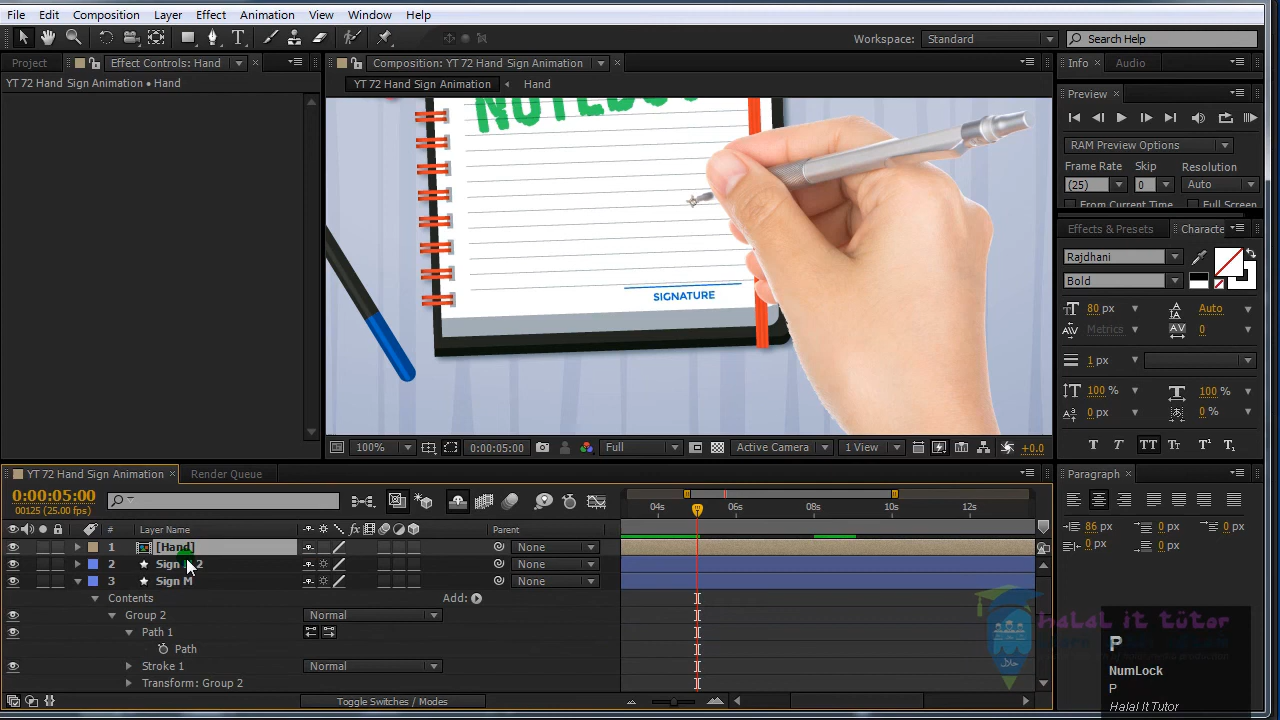 File Edit Composition Layer Effect Animation View Window Help
Workspace: Standard Search Help
Project Effect Controls: Hand
YT 72 Hand Sign Animation • Hand
Composition: YT 72 Hand Sign Animation
YT 72 Hand Sign Animation Hand
SIGNATURE
100% 0:00:05:00 Full Active Camera 1 View +0.0
Info Audio
Preview
RAM Preview Options
Frame Rate Skip Resolution
(25) 0 Auto
From Current Time Full Screen
Effects & Presets Characte
Rajdhani
Bold
80 px Auto
Metrics 0
1 px
100 % 100 %
0 px 0 %
Paragraph
86 px 0 px 0 px
0 px 0 px
YT 72 Hand Sign Animation Render Queue
0:00:05:00
00125 (25.00 fps)
04s 06s 08s 10s 12s
# Layer Name Parent
1 [Hand] None
2 Sign 2 None
3 Sign M None
Contents Add:
Group 2 Normal
Path 1
Path
Stroke 1 Normal
Transform: Group 2
Toggle Switches / Modes
Halal it tutor
P
NumLock
P
Halal It Tutor